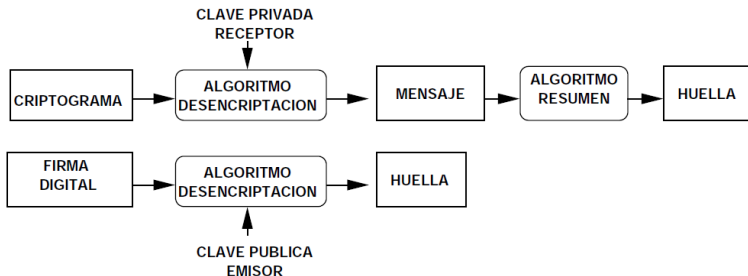 CLAVE PRIVADA
RECEPTOR
CRIPTOGRAMA
ALGORITMO
DESENCRIPTACION
MENSAJE
ALGORITMO
RESUMEN
HUELLA
FIRMA
DIGITAL
ALGORITMO
DESENCRIPTACION
HUELLA
CLAVE PUBLICA
EMISOR